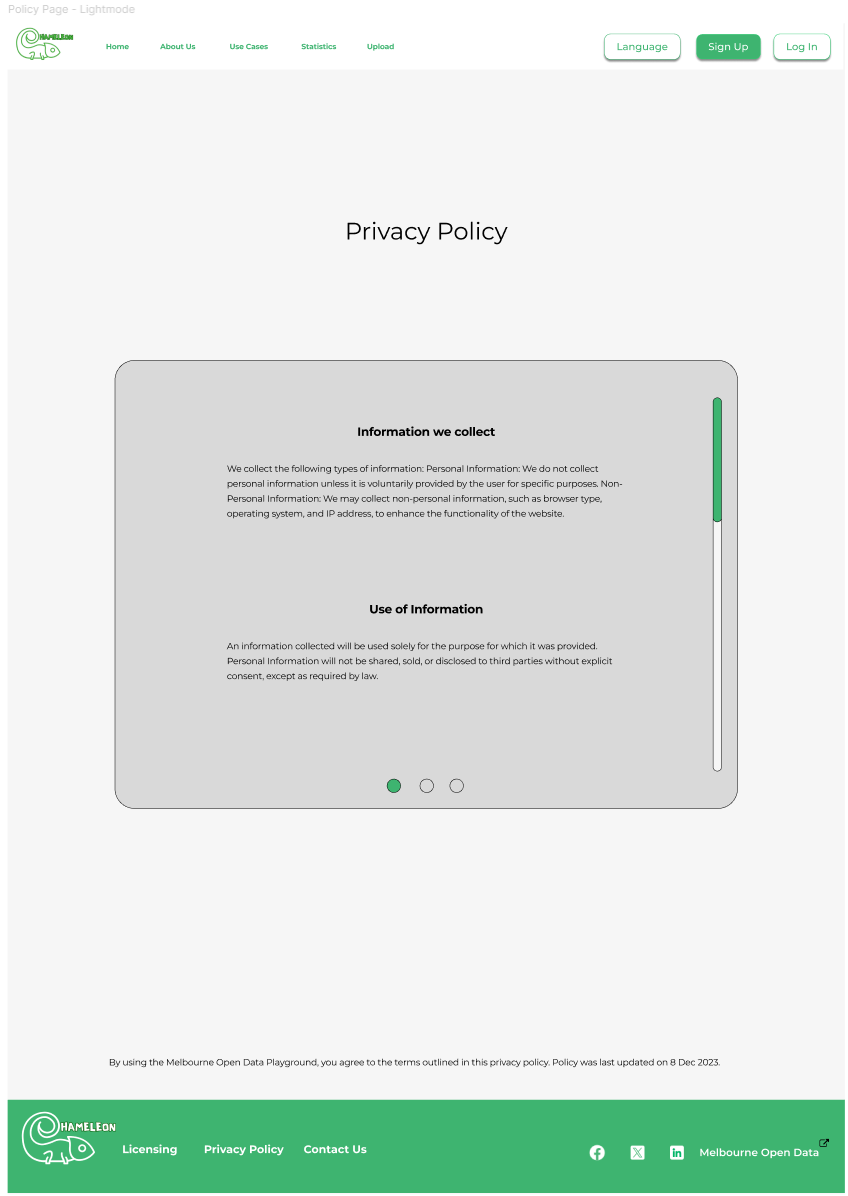 Policy Page - Lightmode
HAMELEON
Home About Us Use Cases Statistics Upload
Language Sign Up Log In
Privacy Policy
Information we collect
We collect the following types of information: Personal Information: We do not collect
personal information unless it is voluntarily provided by the user for specific purposes. Non-
Personal Information: We may collect non-personal information, such as browser type,
operating system, and IP address, to enhance the functionality of the website.
Use of Information
An information collected will be used solely for the purpose for which it was provided.
Personal Information will not be shared, sold, or disclosed to third parties without explicit
consent, except as required by law.
By using the Melbourne Open Data Playground, you agree to the terms outlined in this privacy policy. Policy was last updated on 8 Dec 2023.
HAMELEON
Licensing Privacy Policy Contact Us
Melbourne Open Data